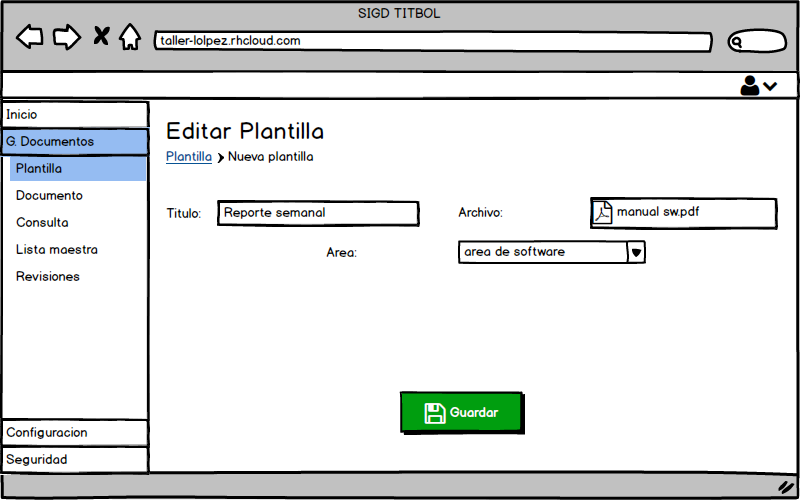 SIGD TITBOL
taller-lolpez.rhcloud.com
Inicio
G. Documentos
Plantilla
Documento
Consulta
Lista maestra
Revisiones
Configuracion
Seguridad
Editar Plantilla
Plantilla Nueva plantilla
Titulo: Reporte semanal Archivo: manual sw.pdf
Area: area de software
Guardar